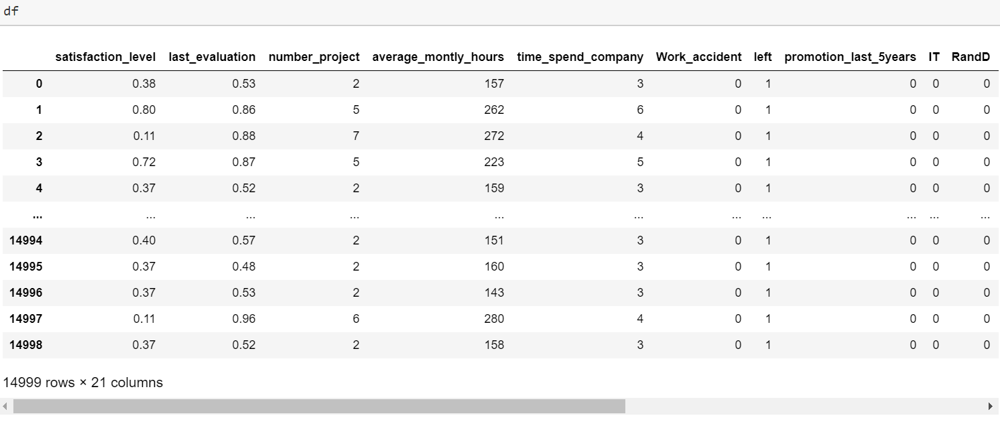 df
satisfaction_level last_evaluation number_project average_montly_hours time_spend_company Work_accident left promotion_last_5years IT RandD
0 0.38 0.53 2 157 3 0 1 0 0 0
1 0.80 0.86 5 262 6 0 1 0 0 0
2 0.11 0.88 7 272 4 0 1 0 0 0
3 0.72 0.87 5 223 5 0 1 0 0 0
4 0.37 0.52 2 159 3 0 1 0 0 0
... ... ... ... ... ... ... ... ... ... ...
14994 0.40 0.57 2 151 3 0 1 0 0 0
14995 0.37 0.48 2 160 3 0 1 0 0 0
14996 0.37 0.53 2 143 3 0 1 0 0 0
14997 0.11 0.96 6 280 4 0 1 0 0 0
14998 0.37 0.52 2 158 3 0 1 0 0 0
14999 rows × 21 columns